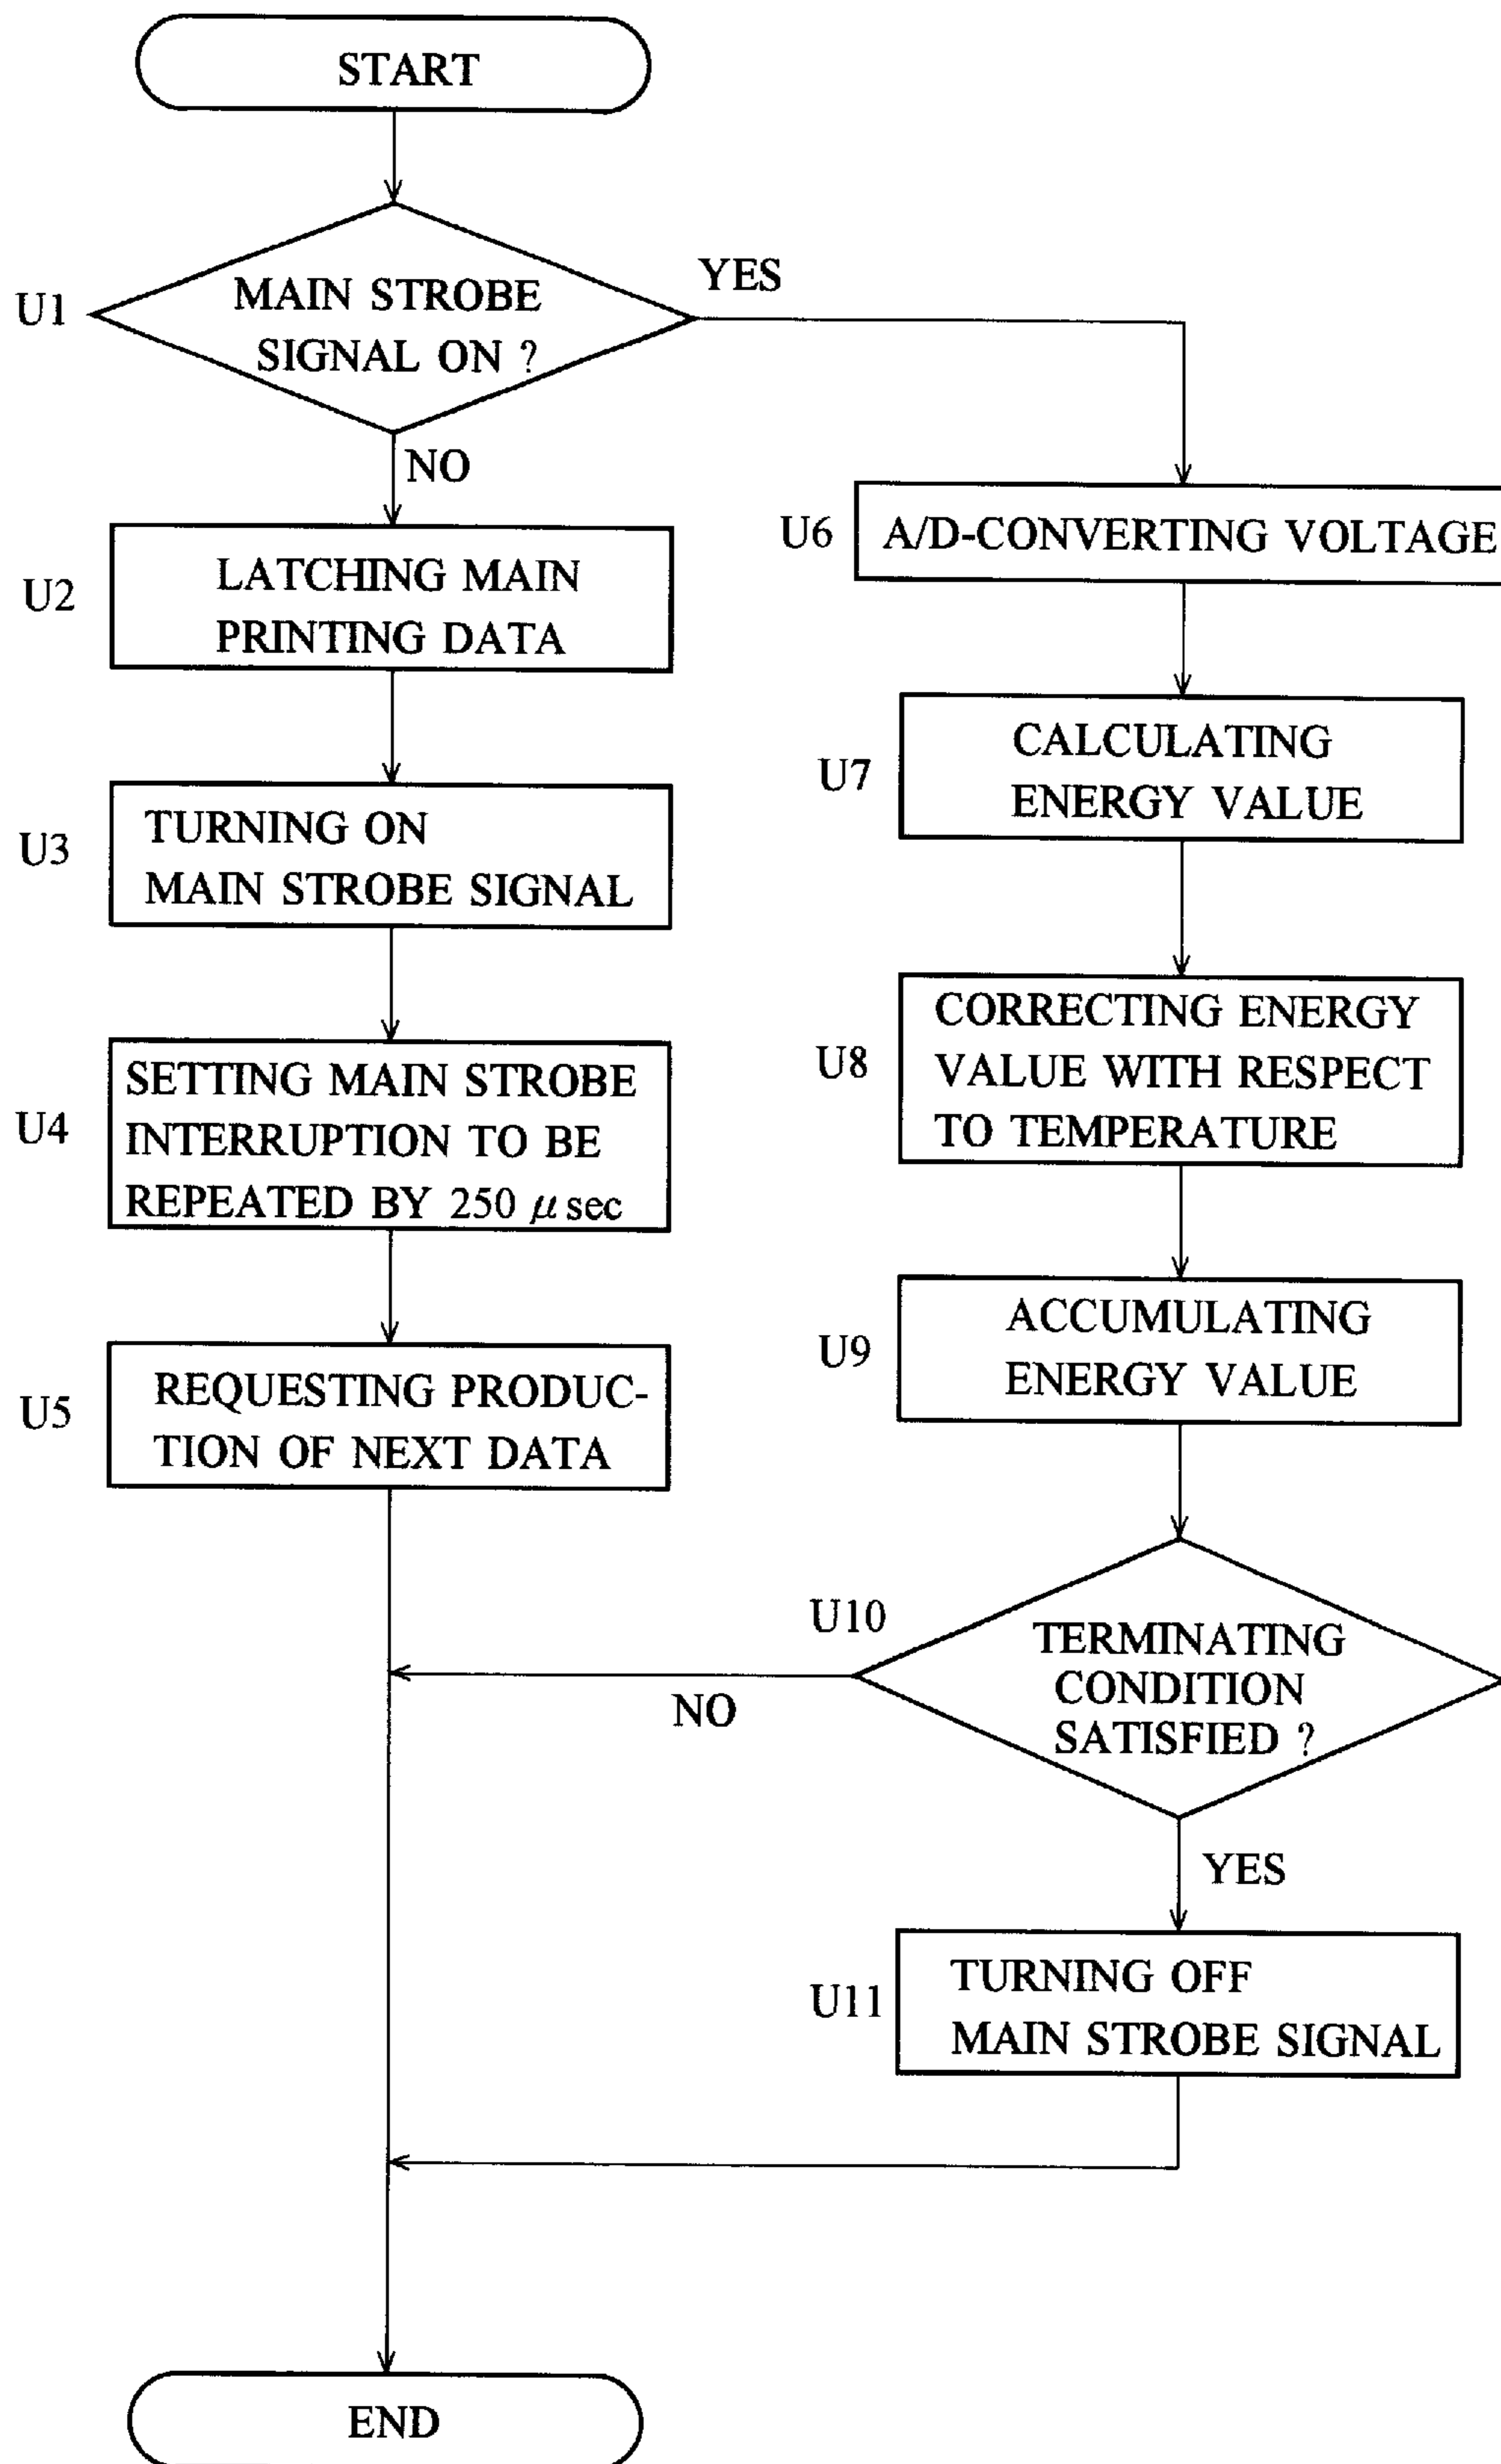 START
U1
MAIN STROBE
SIGNAL ON ?
YES
NO
U2
LATCHING MAIN
PRINTING DATA
U3
TURNING ON
MAIN STROBE SIGNAL
U4
SETTING MAIN STROBE
INTERRUPTION TO BE
REPEATED BY 250 μsec
U5
REQUESTING PRODUC-
TION OF NEXT DATA
U6
A/D-CONVERTING VOLTAGE
U7
CALCULATING
ENERGY VALUE
U8
CORRECTING ENERGY
VALUE WITH RESPECT
TO TEMPERATURE
U9
ACCUMULATING
ENERGY VALUE
U10
TERMINATING
CONDITION
SATISFIED ?
NO
YES
U11
TURNING OFF
MAIN STROBE SIGNAL
END